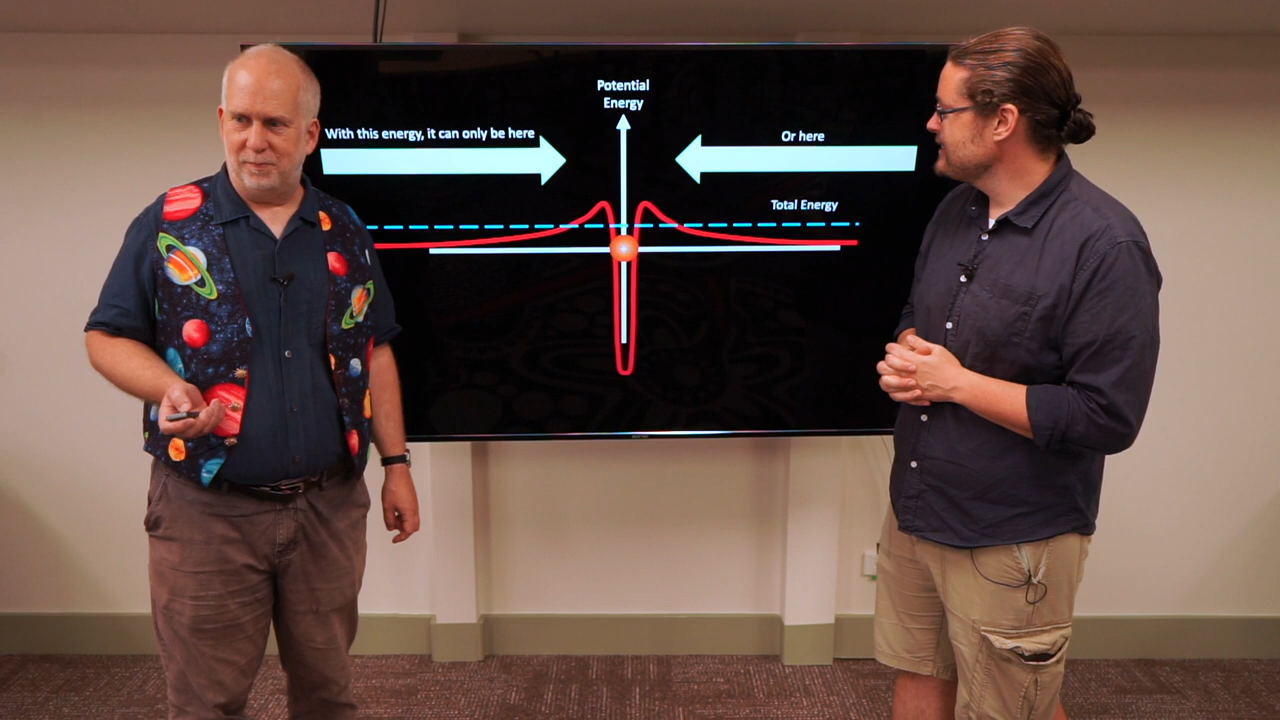 Potential
Energy
With this energy, it can only be here
Or here
Total Energy